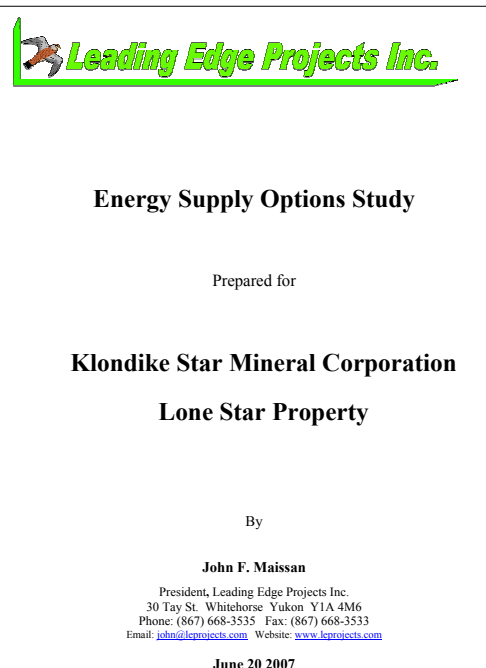 Leading Edge Projects Inc.
Energy Supply Options Study
Prepared for
Klondike Star Mineral Corporation
Lone Star Property
By
John F. Maissan
President, Leading Edge Projects Inc.
30 Tay St. Whitehorse Yukon Y1A 4M6
Phone: (867) 668-3535 Fax: (867) 668-3533
Email: john@leprojects.com Website: www.leprojects.com
June 20 2007